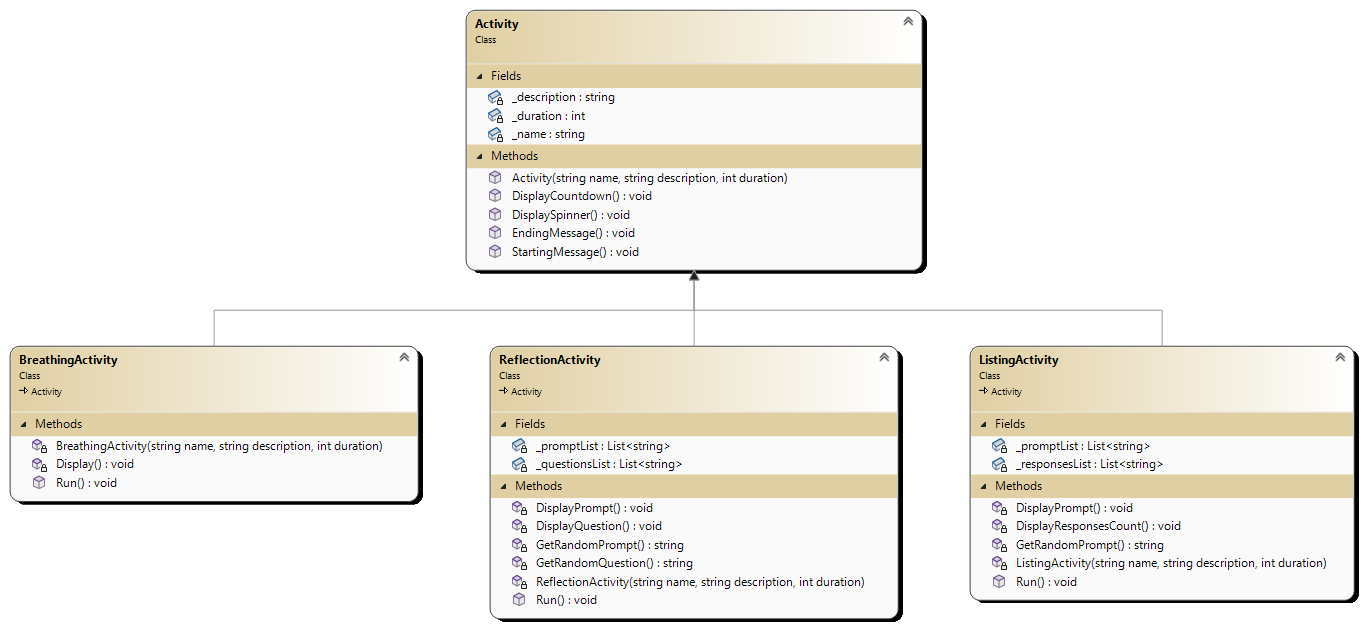 Activity
Class
Fields
_description : string
_duration : int
_name : string
Methods
Activity(string name, string description, int duration)
DisplayCountdown() : void
DisplaySpinner() : void
EndingMessage() : void
StartingMessage() : void
BreathingActivity
Class
Activity
Methods
BreathingActivity(string name, string description, int duration)
Display() : void
Run() : void
ReflectionActivity
Class
Activity
Fields
_promptList : List<string>
_questionsList : List<string>
Methods
DisplayPrompt() : void
DisplayQuestion() : void
GetRandomPrompt() : string
GetRandomQuestion() : string
ReflectionActivity(string name, string description, int duration)
Run() : void
ListingActivity
Class
Activity
Fields
_promptList : List<string>
_responsesList : List<string>
Methods
DisplayPrompt() : void
DisplayResponsesCount() : void
GetRandomPrompt() : string
ListingActivity(string name, string description, int duration)
Run() : void